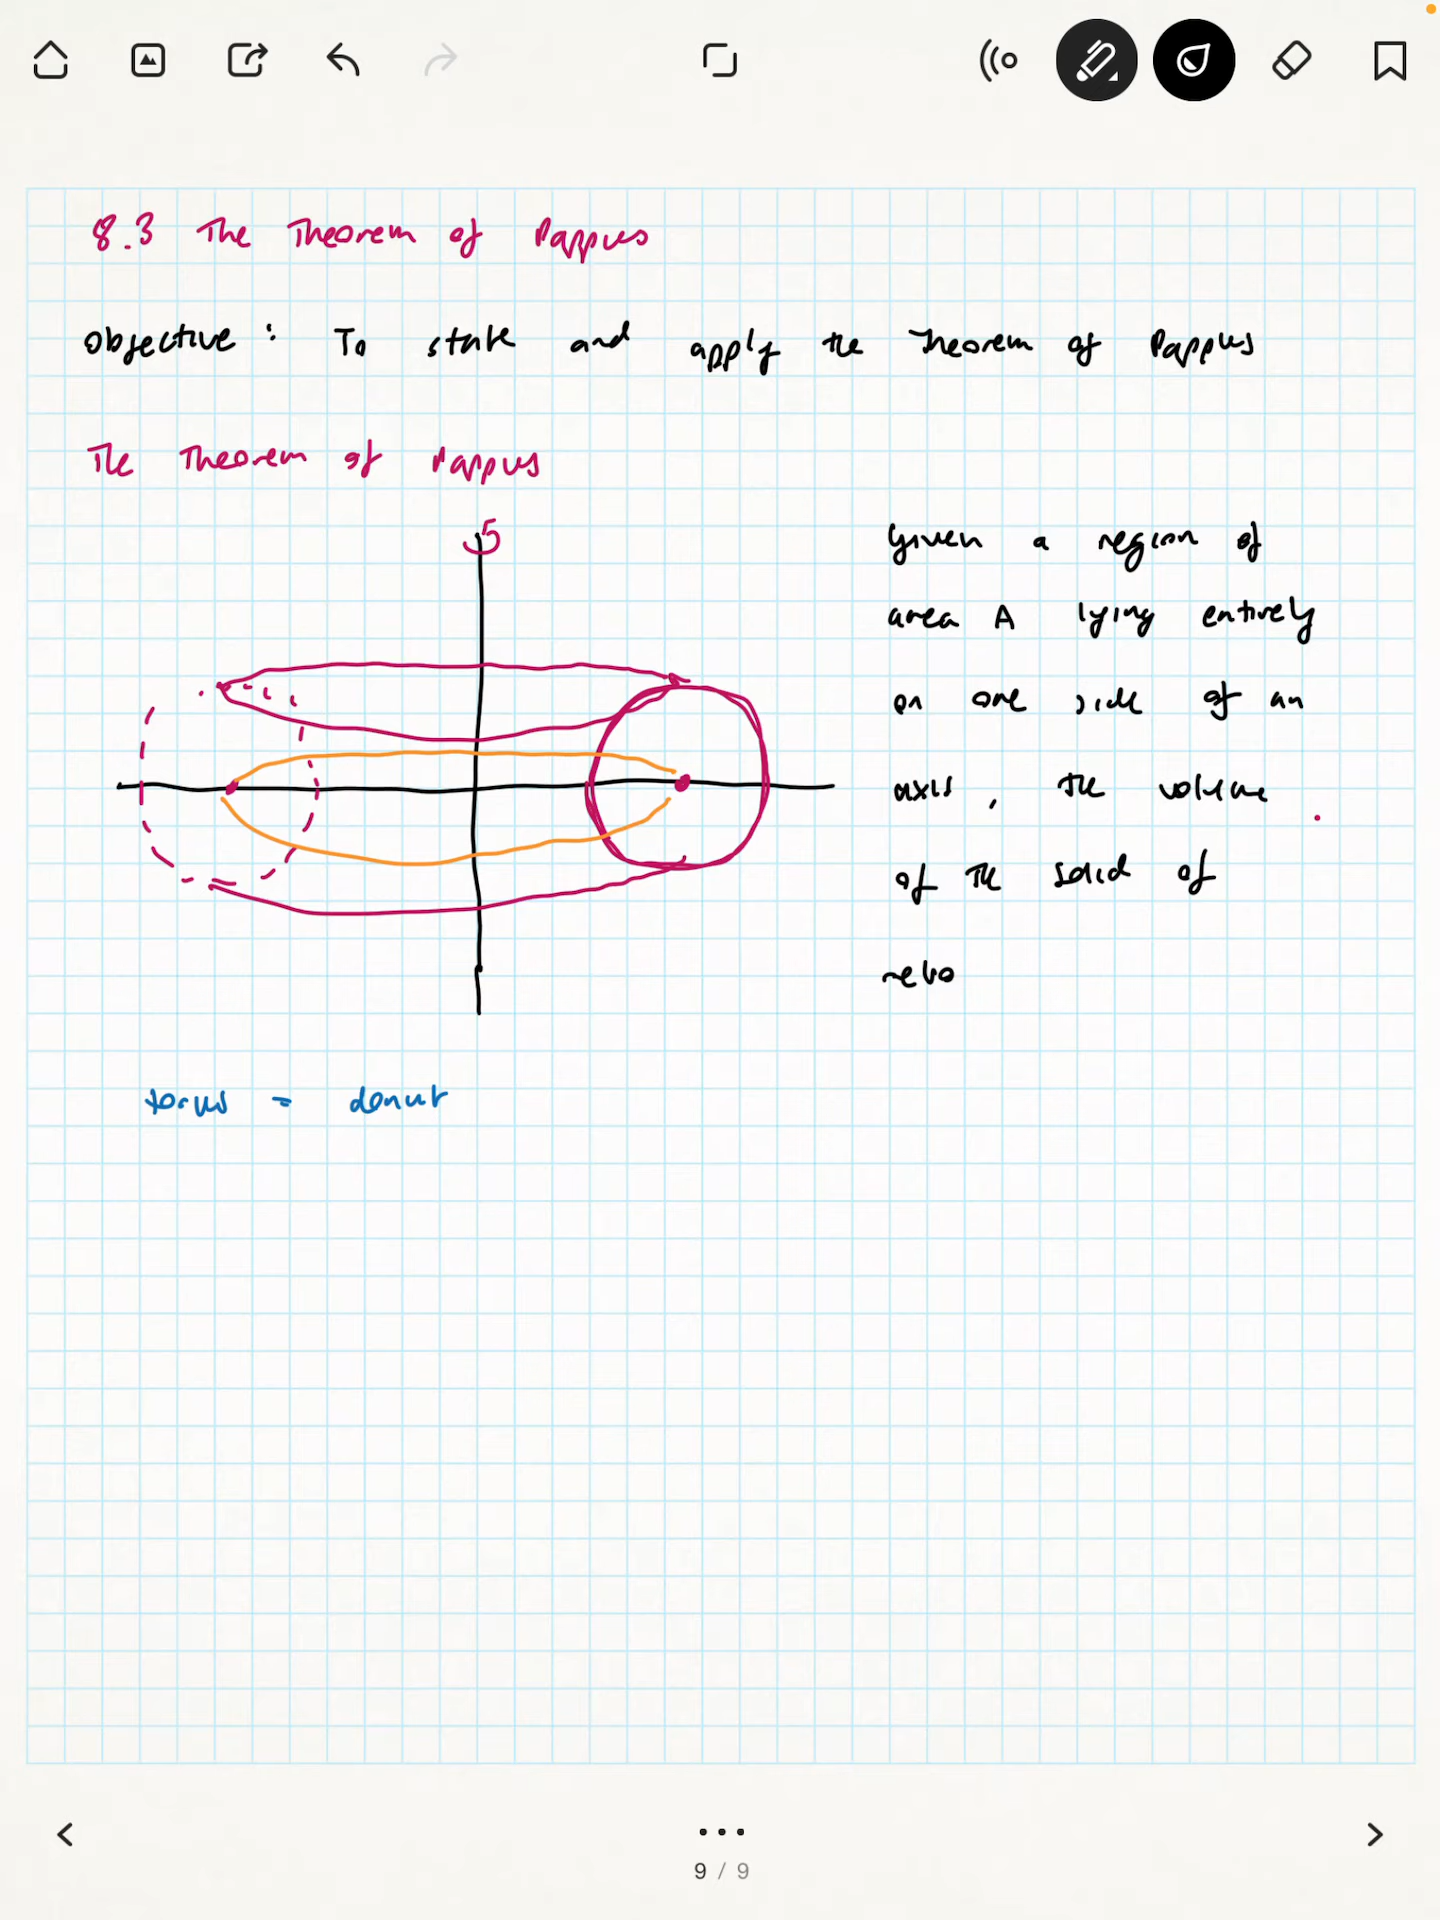 8.3 The Theorem of Pappus
Objective : To state and apply the Theorem of Pappus
The Theorem of Pappus
Given a region of
area A lying entirely
on one side of an
axis, the volume
of the solid of
revo
torus = donut
9 / 9